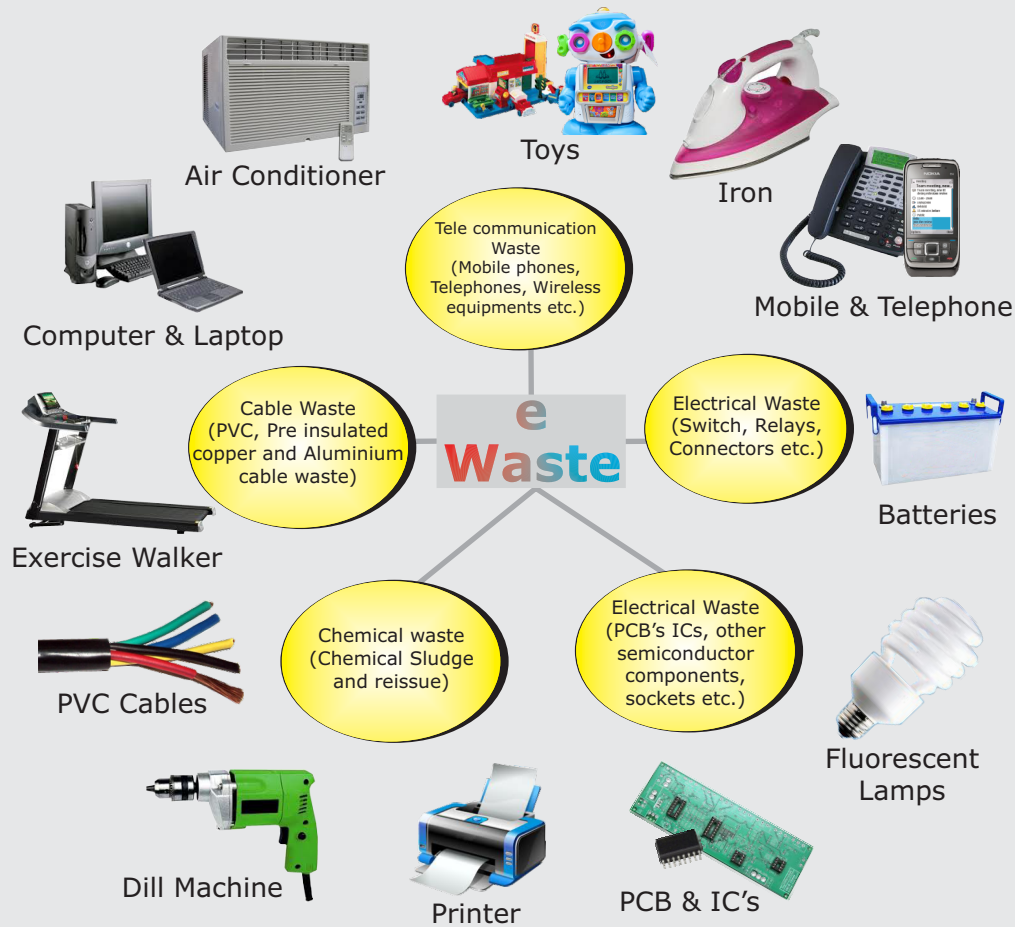 Air Conditioner
Toys
Iron
Computer & Laptop
Mobile & Telephone
Tele communication
Waste
(Mobile phones,
Telephones, Wireless
equipments etc.)
NOKIA
Cable Waste
(PVC, Pre insulated
copper and Aluminium
cable waste)
e
Waste
Electrical Waste
(Switch, Relays,
Connectors etc.)
Exercise Walker
Batteries
Chemical waste
(Chemical Sludge
and reissue)
Electrical Waste
(PCB's ICs, other
semiconductor
components,
sockets etc.)
PVC Cables
Fluorescent
Lamps
Dill Machine
Printer
PCB & IC's